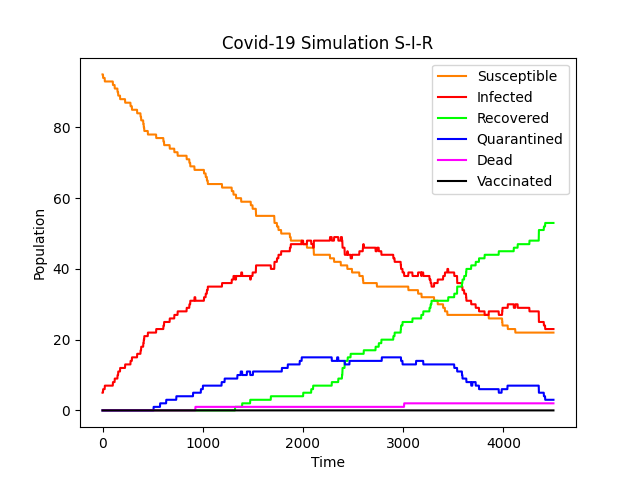 Covid-19 Simulation S-I-R
Susceptible
Infected
Recovered
Quarantined
Dead
Vaccinated
Population
80
60
40
20
0
0 1000 2000 3000 4000
Time